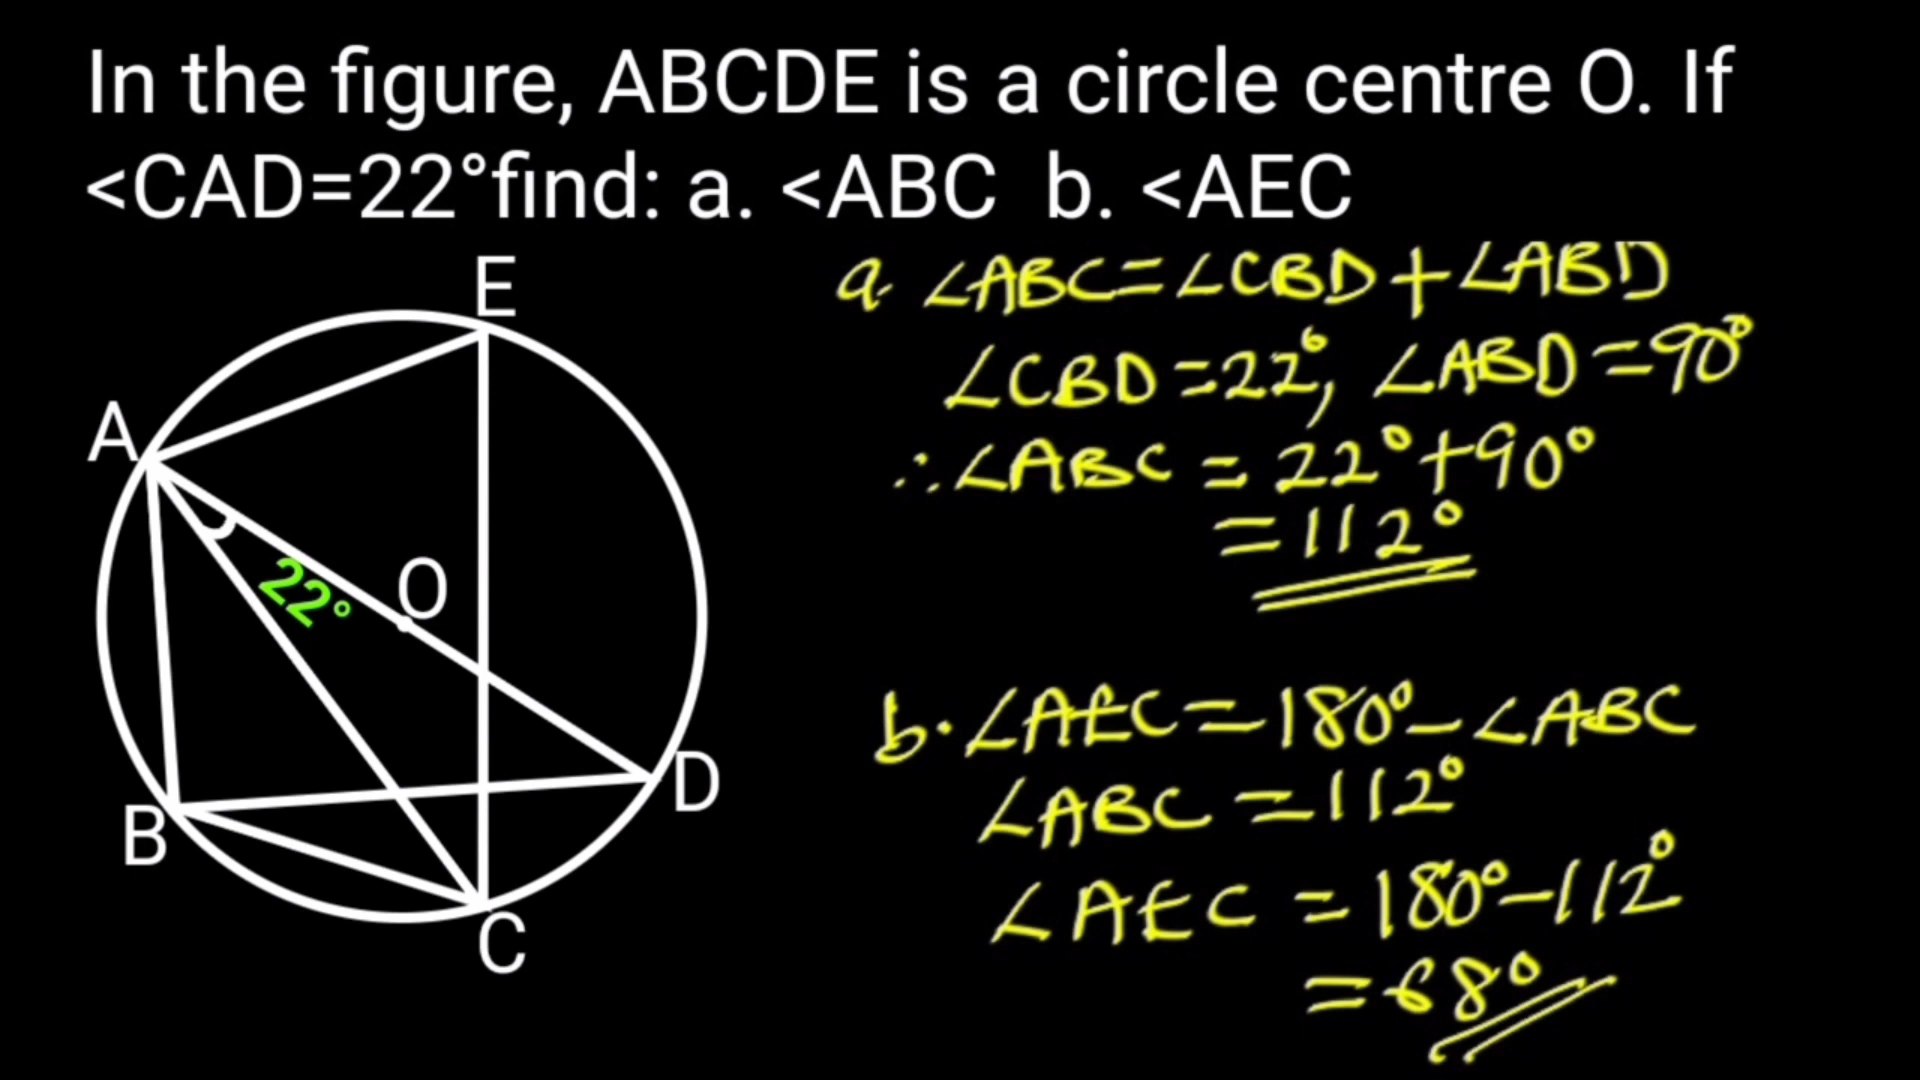 In the figure, ABCDE is a circle centre O. If
<CAD=22°find: a. <ABC b. <AEC
E
A
22°
O
B
D
C
a. ∠ABC=∠CBD+∠ABD
∠CBD=22°, ∠ABD=90°
∴∠ABC = 22°+90°
=112°
b. ∠AEC=180°-∠ABC
∠ABC=112°
∠AEC = 180°-112°
=68°